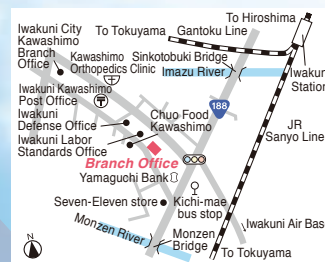 To Hiroshima
To Tokuyama
Gantoku Line
Iwakuni City
Kawashimo
Branch
Office
Kawashimo
Orthopedics Clinic
Sinkotobuki Bridge
Imazu River
Iwakuni
Station
Iwakuni Kawashimo
Post Office
Iwakuni
Defense Office
Iwakuni Labor
Standards Office
Chuo Food
Kawashimo
188
JR
Sanyo Line
Branch Office
Yamaguchi Bank
Seven-Eleven store
Kichi-mae
bus stop
Monzen River
Monzen
Bridge
Iwakuni Air Base
To Tokuyama
N